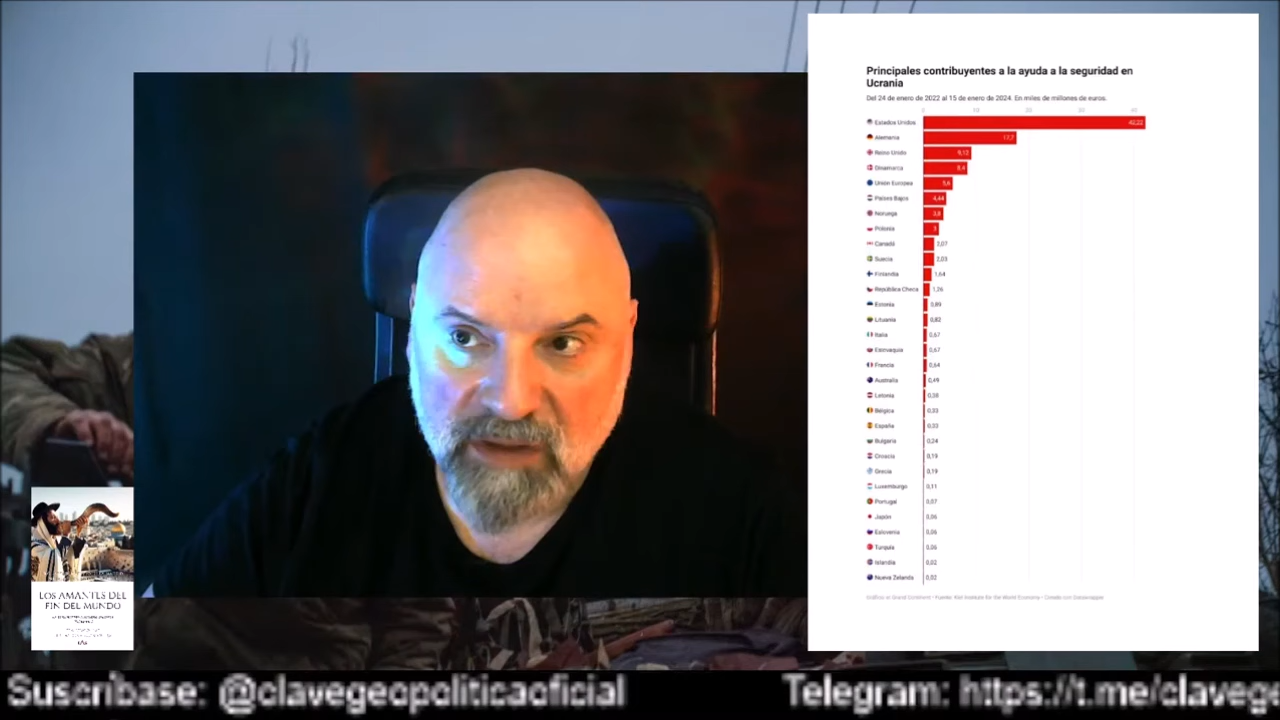 Principales contribuyentes a la ayuda a la seguridad en
Ucrania
Del 24 de enero de 2022 al 15 de enero de 2024. En miles de millones de euros.
0 10 20 30 40
Estados Unidos 42,22
Alemania 17,7
Reino Unido 9,12
Dinamarca 8,4
Unión Europea 5,6
Países Bajos 4,44
Noruega 3,8
Polonia 3
Canadá 2,07
Suecia 2,03
Finlandia 1,64
República Checa 1,26
Estonia 0,89
Lituania 0,82
Italia 0,67
Eslovaquia 0,67
Francia 0,64
Australia 0,49
Letonia 0,38
Bélgica 0,33
España 0,33
Bulgaria 0,24
Croacia 0,19
Grecia 0,19
Luxemburgo 0,11
Portugal 0,07
Japón 0,06
Eslovenia 0,06
Turquía 0,06
Islandia 0,02
Nueva Zelanda 0,02
LOS AMANTES DEL
FIN DEL MUNDO
Suscríbase: @clavegeopoliticaoficial Telegram: https://t.me/claveg